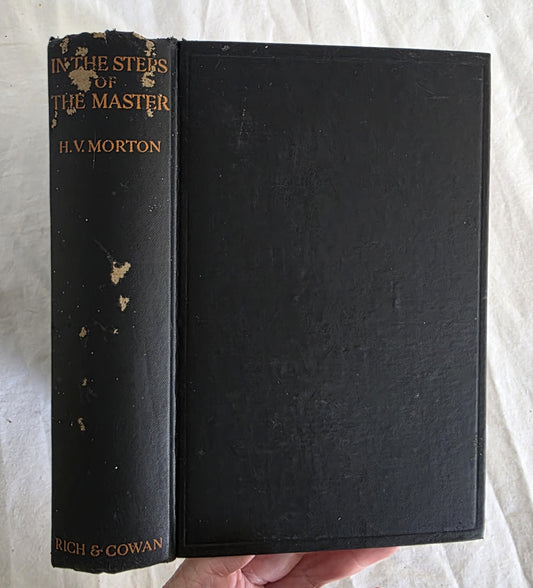 IN THE STEPS
OF
THE MASTER
H.V. MORTON
RICH & COWAN